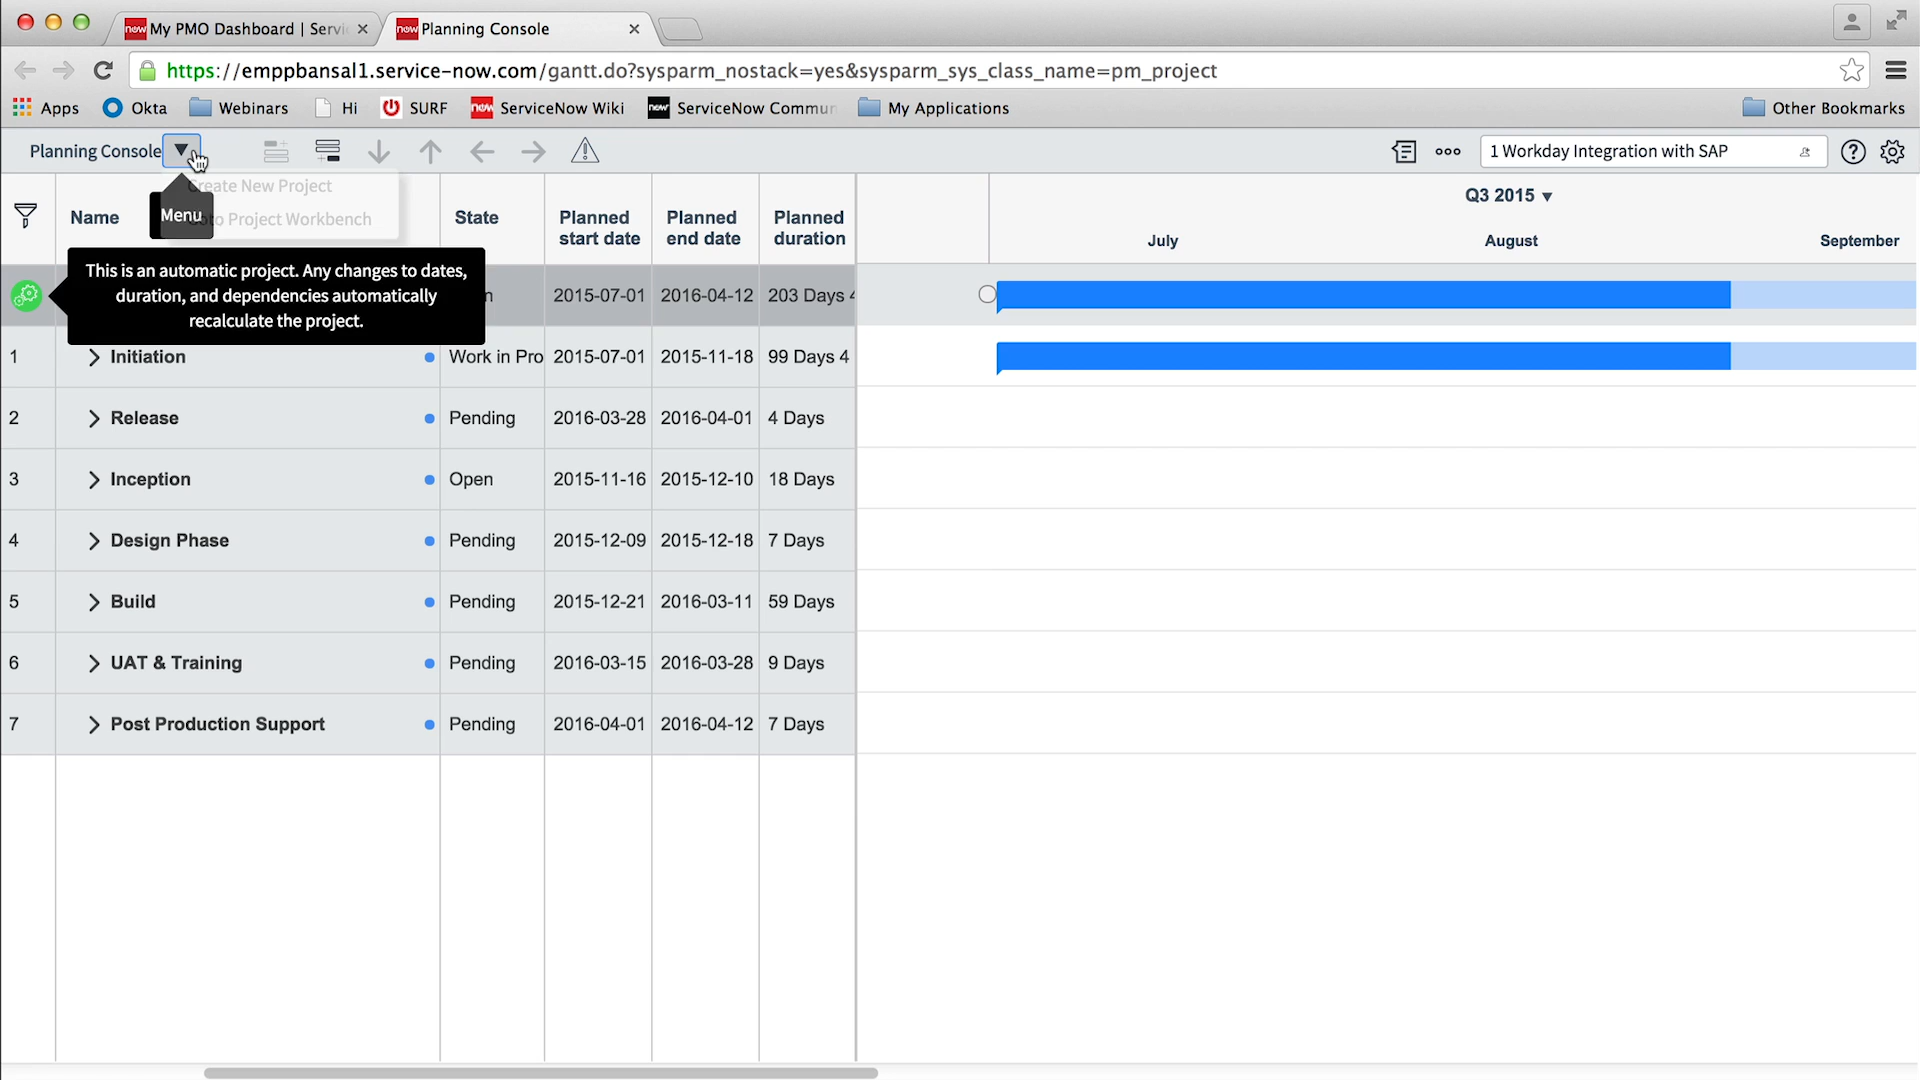 now My PMO Dashboard | Servi
now Planning Console
https://emppbansal1.service-now.com/gantt.do?sysparm_nostack=yes&sysparm_sys_class_name=pm_project
Apps Okta Webinars Hi SURF now ServiceNow Wiki now ServiceNow Commun My Applications Other Bookmarks
Planning Console 1 Workday Integration with SAP
Create New Project
Menu oto Project Workbench
Name State Planned start date Planned end date Planned duration Q3 2015
July August September
This is an automatic project. Any changes to dates,
duration, and dependencies automatically
recalculate the project.
n 2015-07-01 2016-04-12 203 Days 4
1 Initiation Work in Pro 2015-07-01 2015-11-18 99 Days 4
2 Release Pending 2016-03-28 2016-04-01 4 Days
3 Inception Open 2015-11-16 2015-12-10 18 Days
4 Design Phase Pending 2015-12-09 2015-12-18 7 Days
5 Build Pending 2015-12-21 2016-03-11 59 Days
6 UAT & Training Pending 2016-03-15 2016-03-28 9 Days
7 Post Production Support Pending 2016-04-01 2016-04-12 7 Days